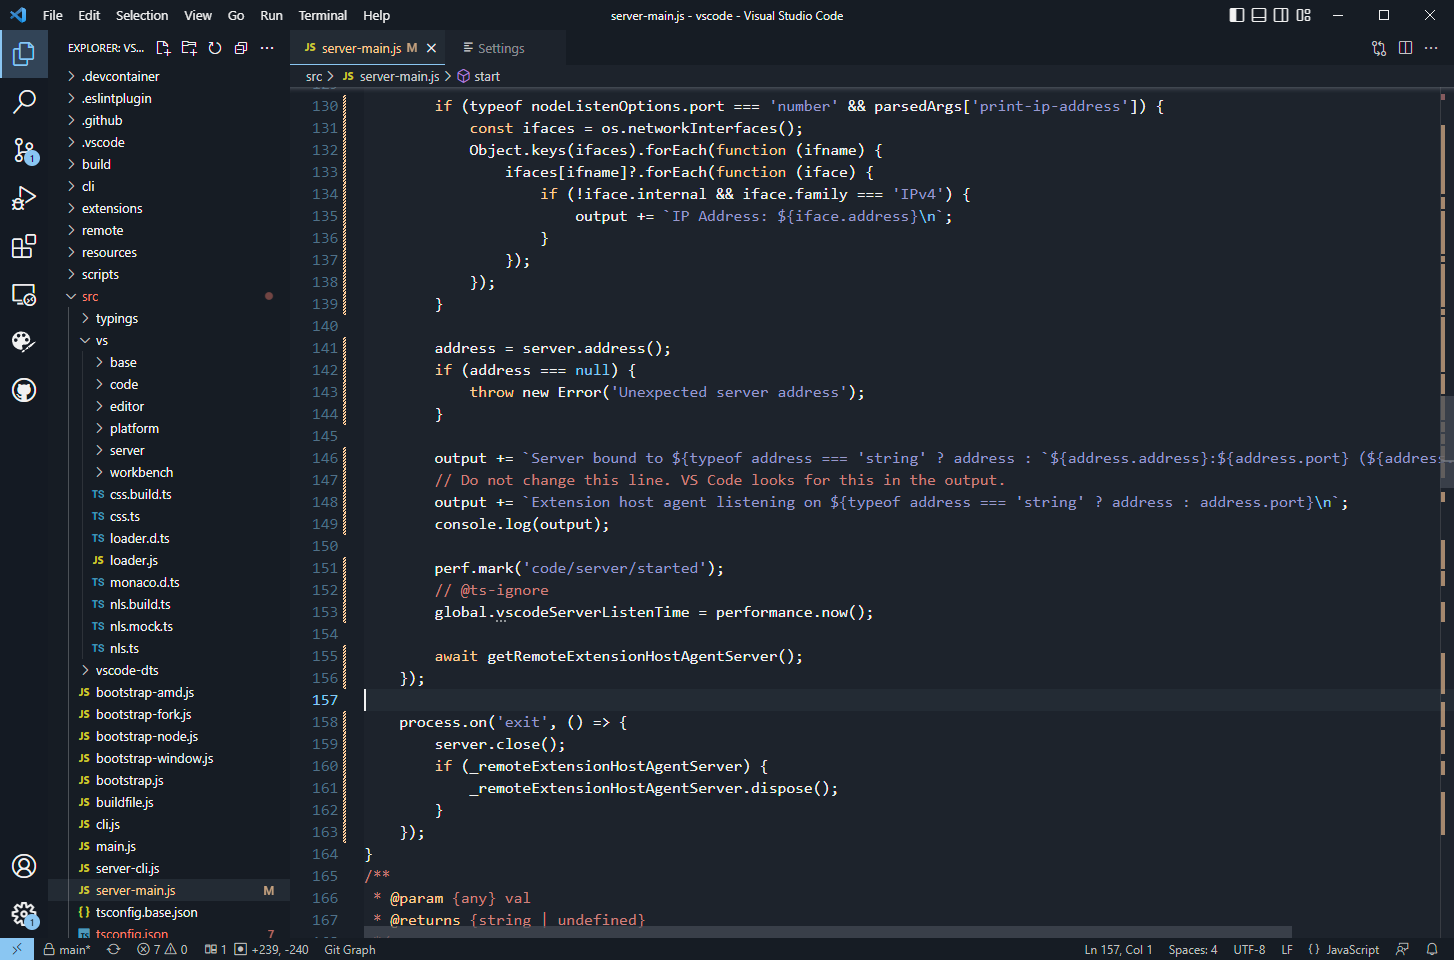 File Edit Selection View Go Run Terminal Help
server-main.js - vscode - Visual Studio Code
EXPLORER: VS...
JS server-main.js M
Settings
src > JS server-main.js > start
.devcontainer
.eslintplugin
.github
.vscode
build
cli
extensions
remote
resources
scripts
src
typings
vs
base
code
editor
platform
server
workbench
TS css.build.ts
TS css.ts
TS loader.d.ts
JS loader.js
TS monaco.d.ts
TS nls.build.ts
TS nls.mock.ts
TS nls.ts
vscode-dts
JS bootstrap-amd.js
JS bootstrap-fork.js
JS bootstrap-node.js
JS bootstrap-window.js
JS bootstrap.js
JS buildfile.js
JS cli.js
JS main.js
JS server-cli.js
JS server-main.js M
{} tsconfig.base.json
TS tsconfig.json 7
1
1
129
130 if (typeof nodeListenOptions.port === 'number' && parsedArgs['print-ip-address']) {
131 const ifaces = os.networkInterfaces();
132 Object.keys(ifaces).forEach(function (ifname) {
133 ifaces[ifname]?.forEach(function (iface) {
134 if (!iface.internal && iface.family === 'IPv4') {
135 output += `IP Address: ${iface.address}\n`;
136 }
137 });
138 });
139 }
140
141 address = server.address();
142 if (address === null) {
143 throw new Error('Unexpected server address');
144 }
145
146 output += `Server bound to ${typeof address === 'string' ? address : `${address.address}:${address.port} (${address.
147 // Do not change this line. VS Code looks for this in the output.
148 output += `Extension host agent listening on ${typeof address === 'string' ? address : address.port}\n`;
149 console.log(output);
150
151 perf.mark('code/server/started');
152 // @ts-ignore
153 global.vscodeServerListenTime = performance.now();
154
155 await getRemoteExtensionHostAgentServer();
156 });
157
158 process.on('exit', () => {
159 server.close();
160 if (_remoteExtensionHostAgentServer) {
161 _remoteExtensionHostAgentServer.dispose();
162 }
163 });
164 }
165 /**
166 * @param {any} val
167 * @returns {string | undefined}
main* 7 0 1 +239, -240 Git Graph Ln 157, Col 1 Spaces: 4 UTF-8 LF {} JavaScript